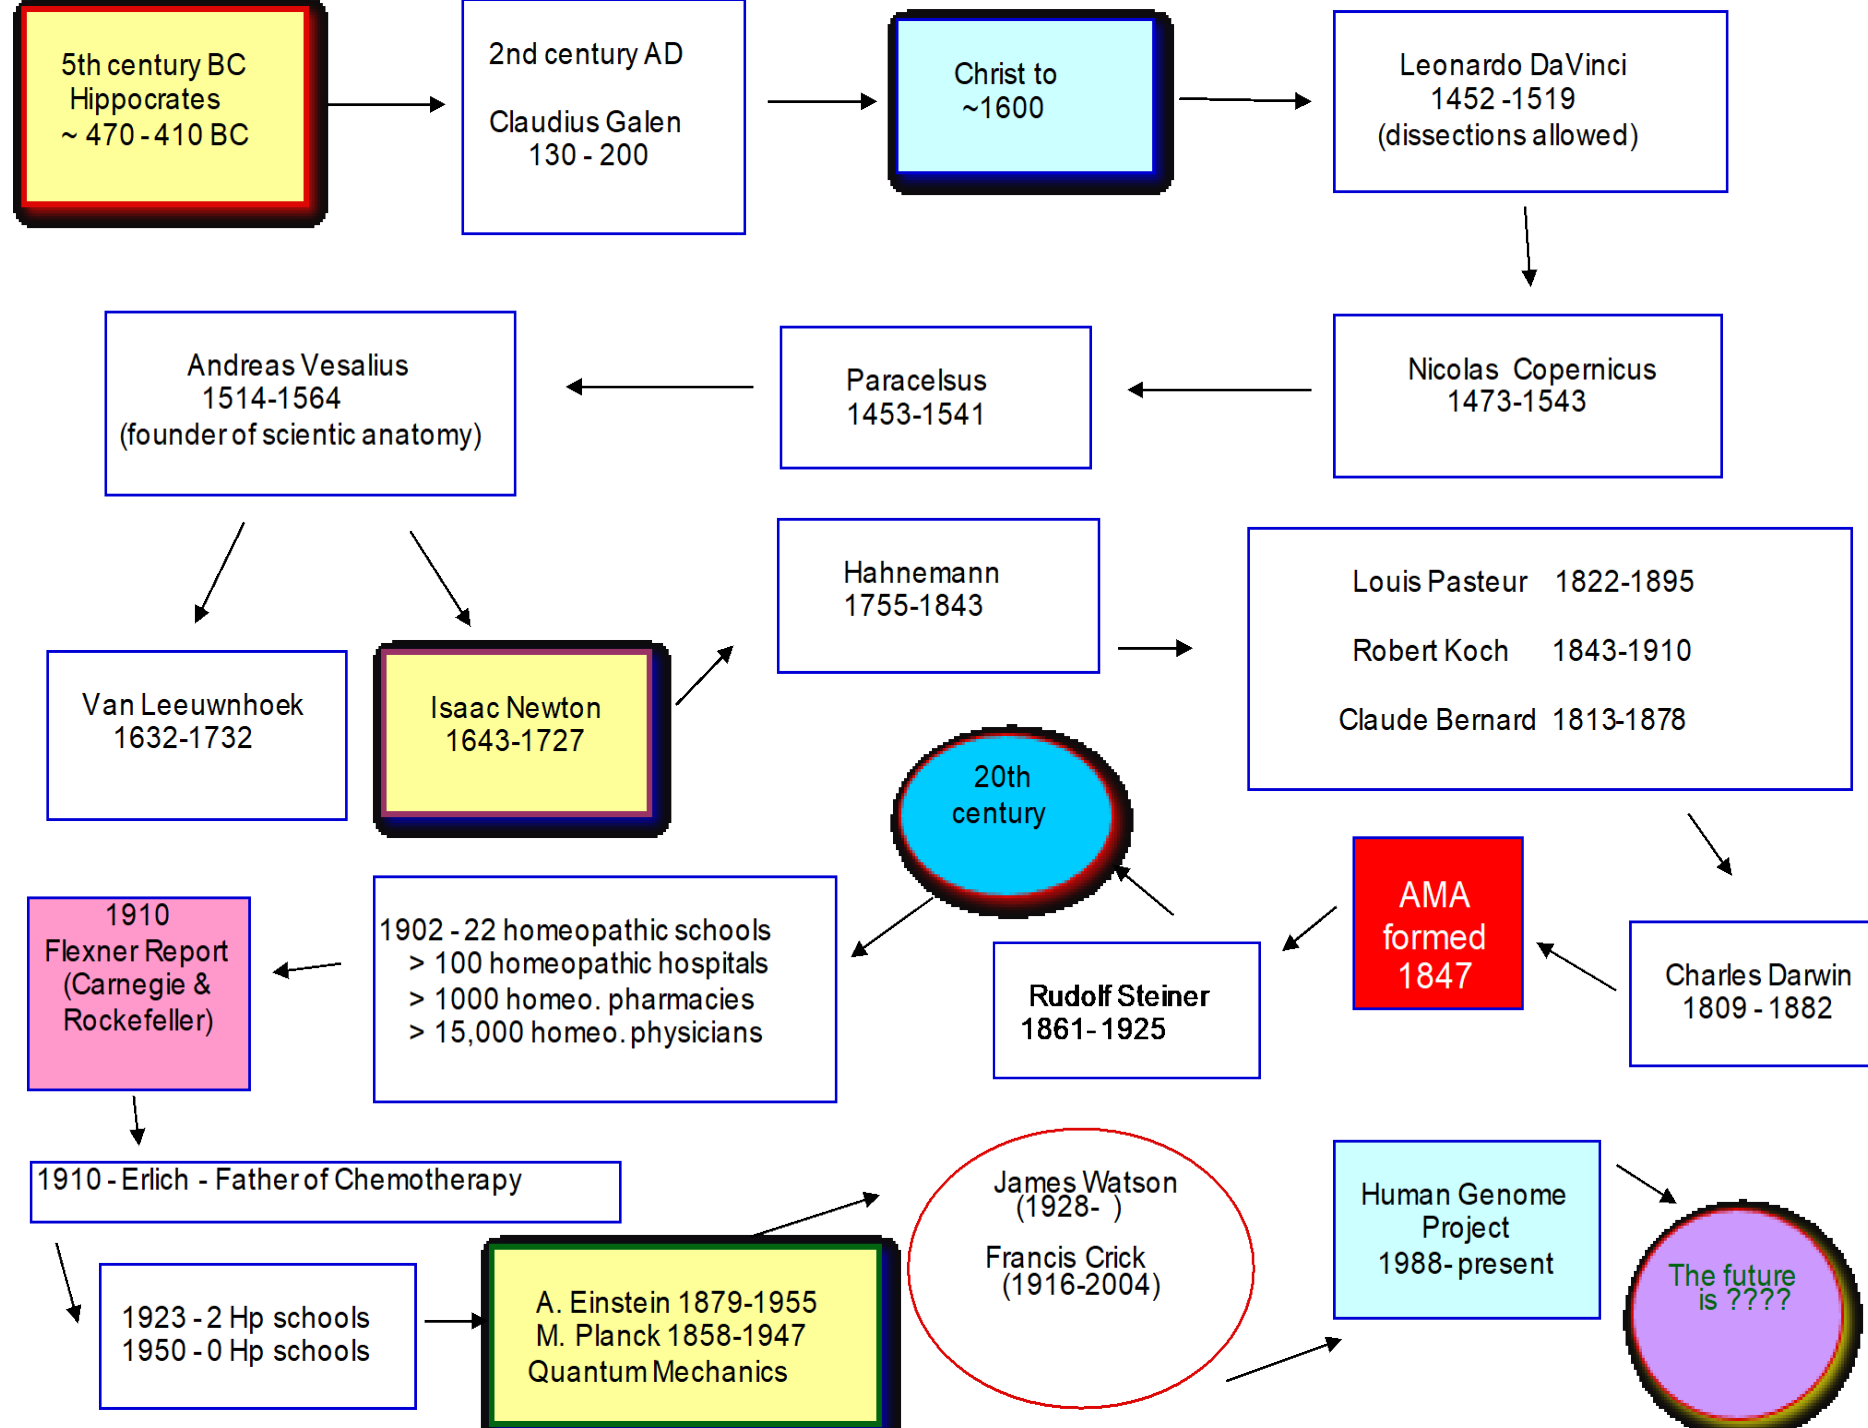 5th century BC
Hippocrates
~ 470 - 410 BC
2nd century AD
Claudius Galen
130 - 200
Christ to
~1600
Leonardo DaVinci
1452 -1519
(dissections allowed)
Nicolas Copernicus
1473-1543
Paracelsus
1453-1541
Andreas Vesalius
1514-1564
(founder of scientic anatomy)
Van Leeuwnhoek
1632-1732
Isaac Newton
1643-1727
Hahnemann
1755-1843
Louis Pasteur 1822-1895
Robert Koch 1843-1910
Claude Bernard 1813-1878
Charles Darwin
1809 - 1882
AMA
formed
1847
Rudolf Steiner
1861- 1925
20th
century
1902 - 22 homeopathic schools
> 100 homeopathic hospitals
> 1000 homeo. pharmacies
> 15,000 homeo. physicians
1910
Flexner Report
(Carnegie &
Rockefeller)
1910 - Erlich - Father of Chemotherapy
1923 - 2 Hp schools
1950 - 0 Hp schools
A. Einstein 1879-1955
M. Planck 1858-1947
Quantum Mechanics
James Watson
(1928- )
Francis Crick
(1916-2004)
Human Genome
Project
1988- present
The future
is ????